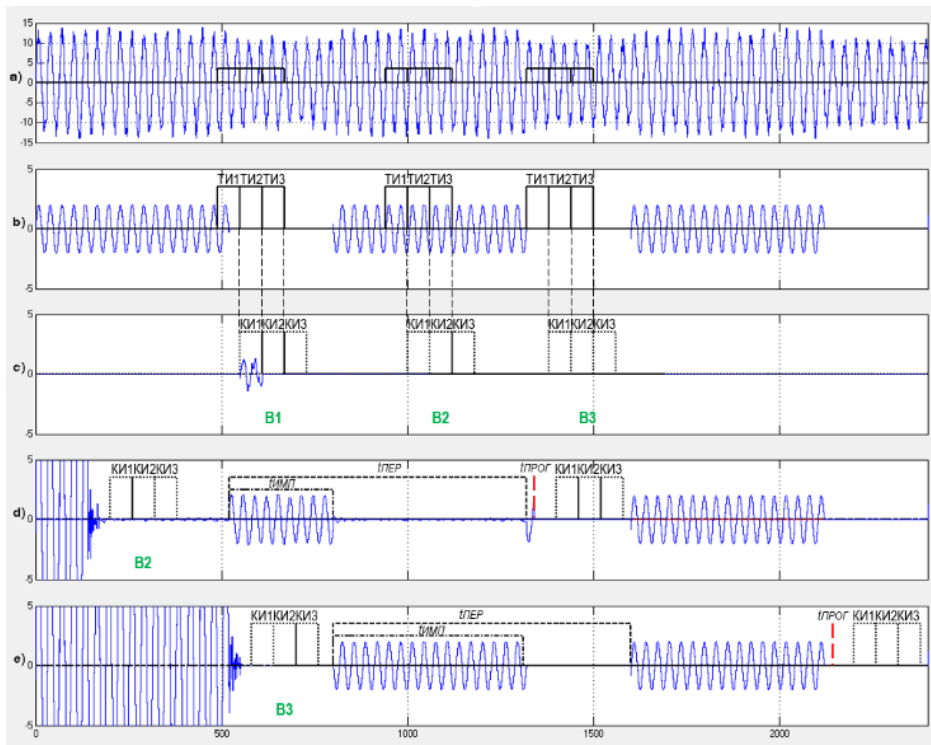 15
10
5
a) 0
-5
-10
-15
5
ТИ1ТИ2ТИ3 ТИ1ТИ2ТИ3 ТИ1ТИ2ТИ3
b) 0
-5
5
КИ1КИ2КИ3 КИ1КИ2КИ3 КИ1КИ2КИ3
c) 0
B1 B2 B3
-5
5
КИ1КИ2КИ3 tПЕР tПРОГ КИ1КИ2КИ3
tИМП
d) 0
B2
-5
5
КИ1КИ2КИ3 tПЕР tПРОГ КИ1КИ2КИ3
tИМП
e) 0
B3
-5
0 500 1000 1500 2000